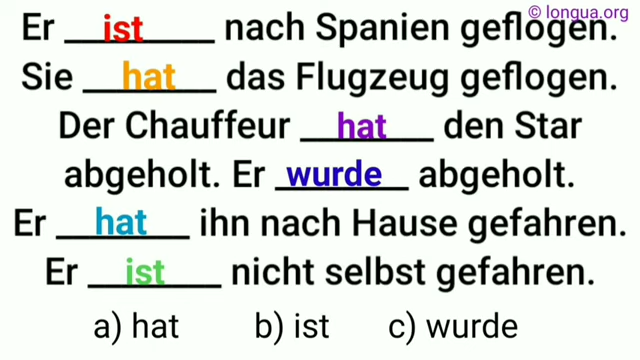 © longua.org
Er ist nach Spanien geflogen.
Sie hat das Flugzeug geflogen.
Der Chauffeur hat den Star
abgeholt. Er wurde abgeholt.
Er hat ihn nach Hause gefahren.
Er ist nicht selbst gefahren.
a) hat b) ist c) wurde